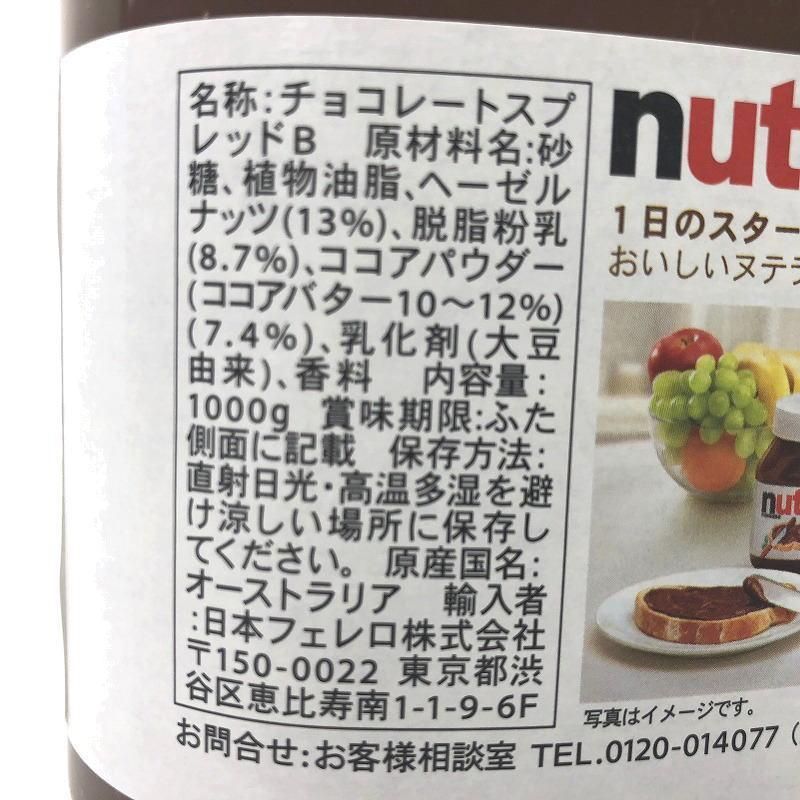 名称:チョコレートスプ
レッドB　原材料名:砂
糖、植物油脂、ヘーゼル
ナッツ(13%)、脱脂粉乳
(8.7%)、ココアパウダー
(ココアバター10～12%)
(7.4%)、乳化剤(大豆
由来)、香料　内容量:
1000g　賞味期限:ふた
側面に記載　保存方法:
直射日光・高温多湿を避
け涼しい場所に保存し
てください。　原産国名:
オーストラリア　輸入者
:日本フェレロ株式会社
〒150-0022 東京都渋
谷区恵比寿南1-1-9-6F
お問合せ:お客様相談室 TEL.0120-014077 (
nut
1日のスター
おいしいヌテラ
nut
写真はイメージです。